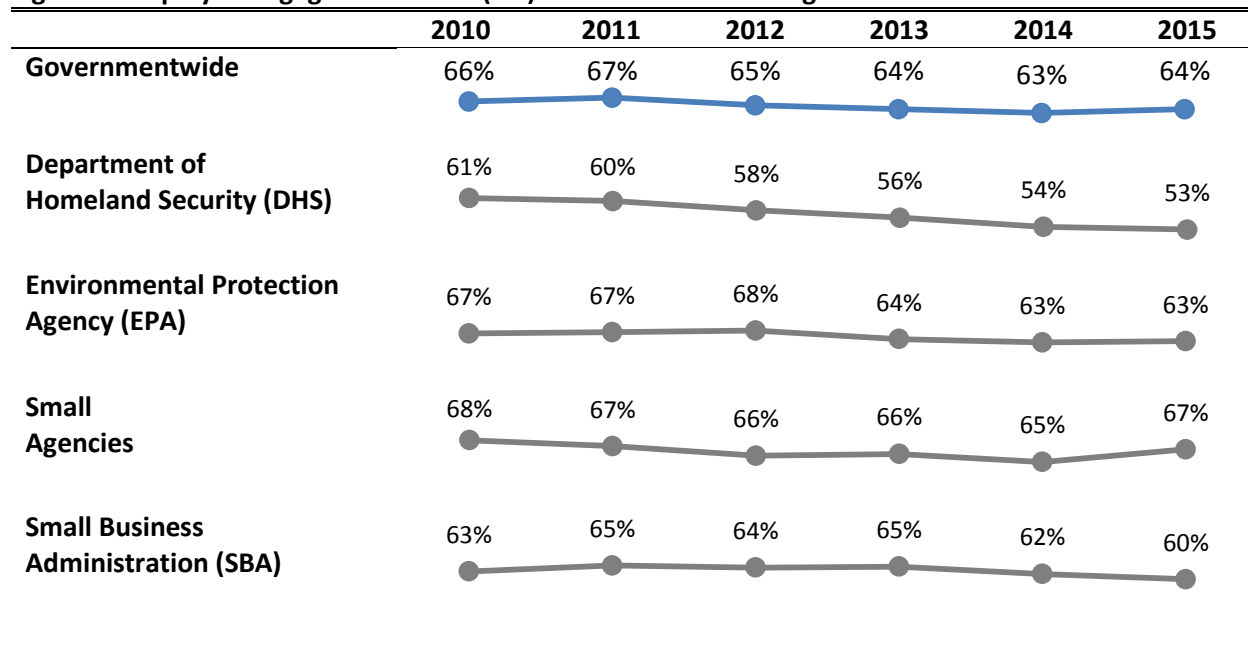 2010 2011 2012 2013 2014 2015
Governmentwide 66% 67% 65% 64% 63% 64%
Department of
Homeland Security (DHS) 61% 60% 58% 56% 54% 53%
Environmental Protection
Agency (EPA) 67% 67% 68% 64% 63% 63%
Small
Agencies 68% 67% 66% 66% 65% 67%
Small Business
Administration (SBA) 63% 65% 64% 65% 62% 60%